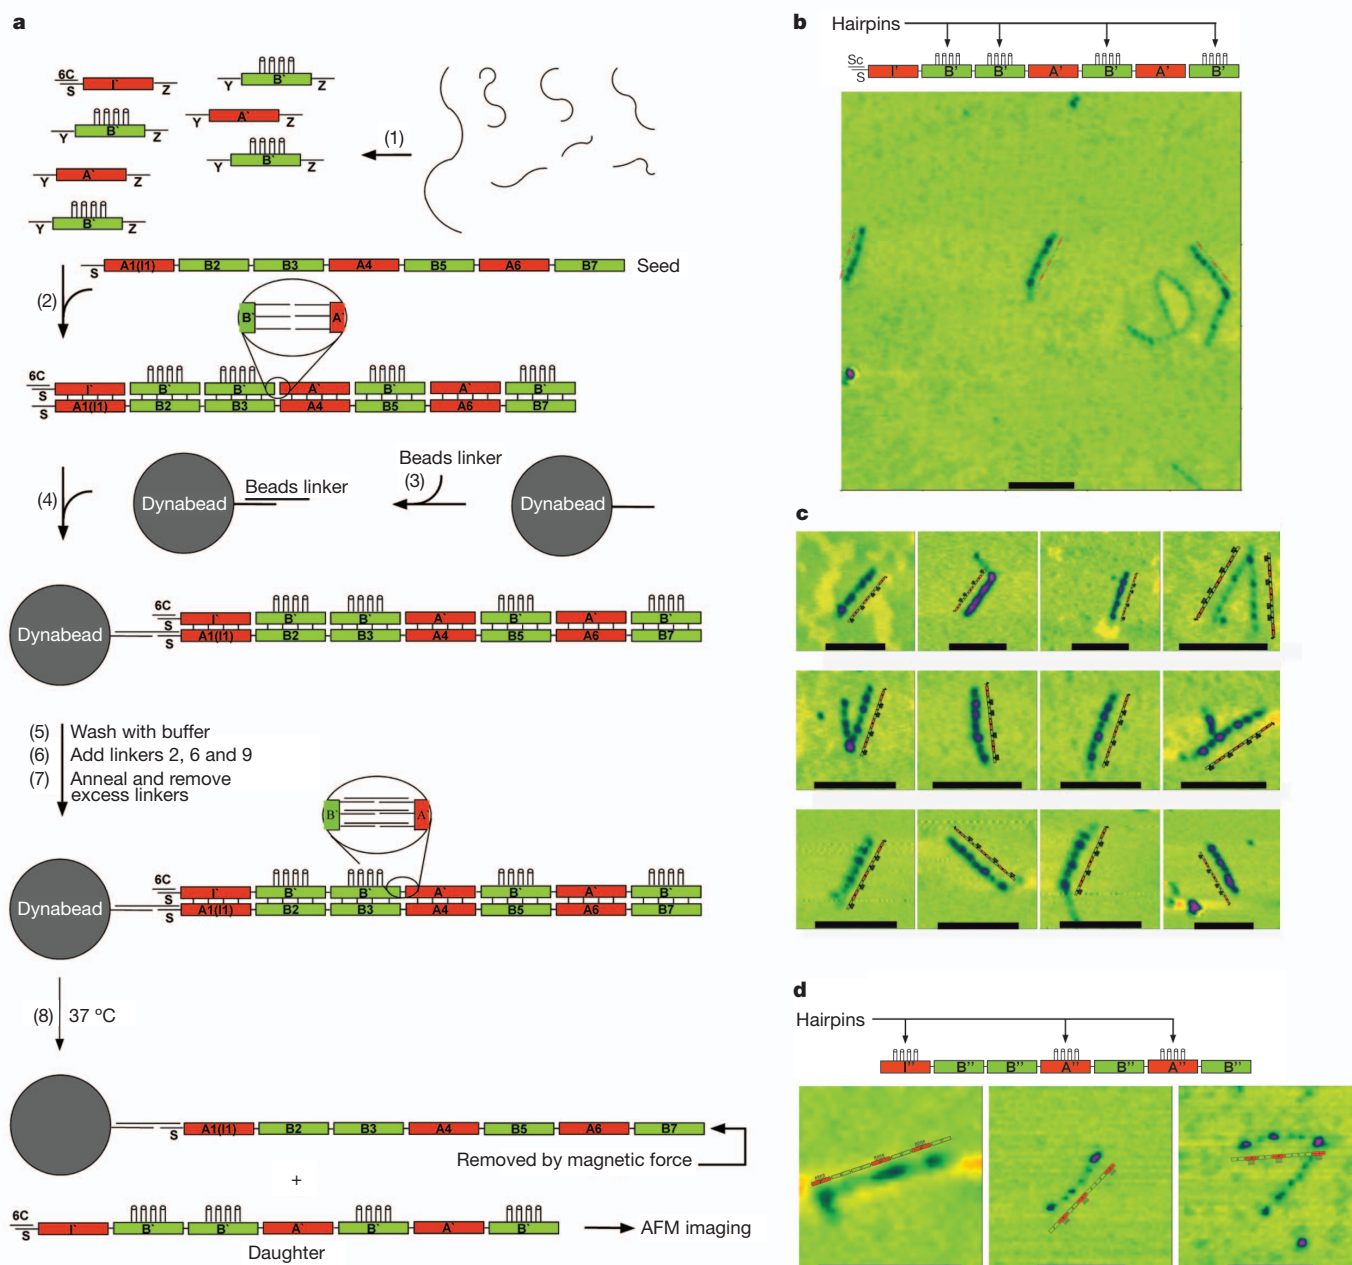 a
6C
S
I`
Z
Y
B`
Z
Y
B`
Z
Y
A`
Z
Y
B`
Z
Y
A`
Z
Y
B`
Z
(1)
S
A1(I1)
B2
B3
A4
B5
A6
B7
Seed
(2)
B`
A`
6C
S
I`
B`
B`
A`
B`
A`
B`
S
A1(I1)
B2
B3
A4
B5
A6
B7
(4)
Dynabead
Beads linker
Beads linker
(3)
Dynabead
Dynabead
6C
S
I`
B`
B`
A`
B`
A`
B`
S
A1(I1)
B2
B3
A4
B5
A6
B7
(5) Wash with buffer
(6) Add linkers 2, 6 and 9
(7) Anneal and remove
excess linkers
B`
A`
Dynabead
6C
S
I`
B`
B`
A`
B`
A`
B`
S
A1(I1)
B2
B3
A4
B5
A6
B7
(8) 37 ºC
S
A1(I1)
B2
B3
A4
B5
A6
B7
Removed by magnetic force
+
6C
S
I`
B`
B`
A`
B`
A`
B`
Daughter
AFM imaging
b
Hairpins
Sc
S
I'
B'
B'
A'
B'
A'
B'
c
d
Hairpins
I''
B''
B''
A''
B''
A''
B''